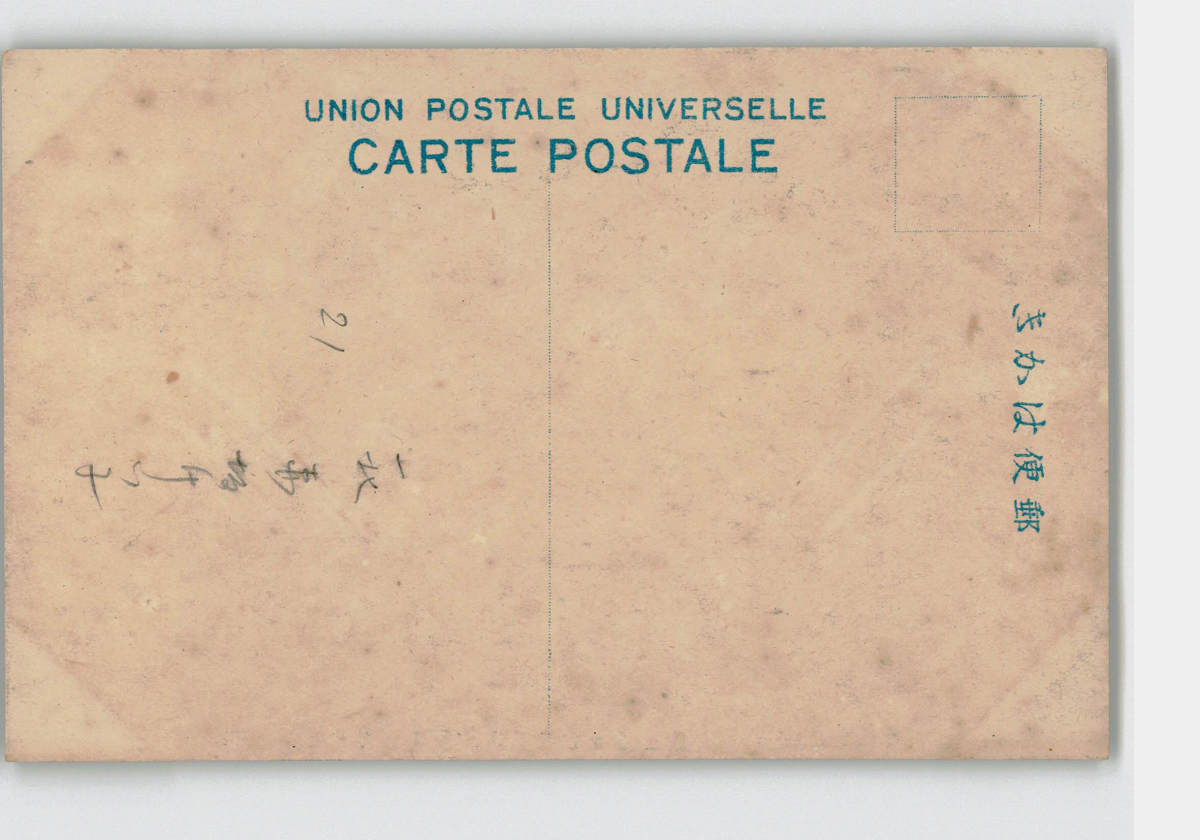 UNION POSTALE UNIVERSELLE
CARTE POSTALE
郵便はかき
21